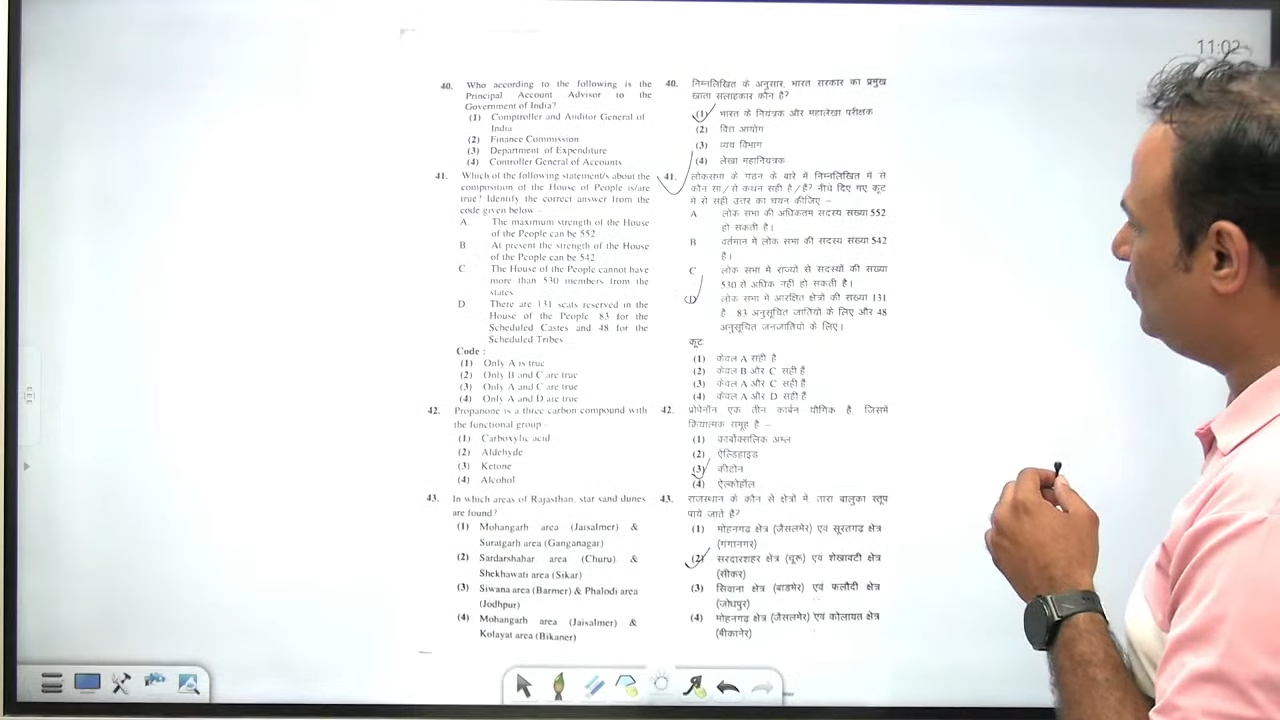 11:02
40. Who according to the following is the
Principal Account Advisor to the
Government of India?
(1) Comptroller and Auditor General of
India
(2) Finance Commission
(3) Department of Expenditure
(4) Controller General of Accounts
41. Which of the following statement/s about the
composition of the House of People is/are
true? Identify the correct answer from the
code given below -
A. The maximum strength of the House
of the People can be 552.
B. At present the strength of the House
of the People can be 542
C. The House of the People cannot have
more than 530 members from the
states
D. There are 131 seats reserved in the
House of the People 83 for the
Scheduled Castes and 48 for the
Scheduled Tribes.
Code :
(1) Only A is true
(2) Only B and C are true
(3) Only A and C are true
(4) Only A and D are true
42. Propanone is a three carbon compound with
the functional group -
(1) Carboxylic acid
(2) Aldehyde
(3) Ketone
(4) Alcohol
43. In which areas of Rajasthan, star sand dunes
are found?
(1) Mohangarh area (Jaisalmer) &
Suratgarh area (Ganganagar)
(2) Sardarshahar area (Churu) &
Shekhawati area (Sikar)
(3) Siwana area (Barmer) & Phalodi area
(Jodhpur)
(4) Mohangarh area (Jaisalmer) &
Kolayat area (Bikaner)
40. निम्नलिखित के अनुसार, भारत सरकार का प्रमुख
खाता सलाहकार कौन है?
(1) भारत के नियंत्रक और महालेखा परीक्षक
(2) वित्त आयोग
(3) व्यय विभाग
(4) लेखा महानियंत्रक
41. लोकसभा के गठन के बारे में निम्नलिखित में से
कौन सा / से कथन सही है / हैं? नीचे दिए गए कूट
में से सही उत्तर का चयन कीजिए –
A लोक सभा की अधिकतम सदस्य संख्या 552
हो सकती है।
B वर्तमान में लोक सभा की सदस्य संख्या 542
है।
C लोक सभा में राज्यों से सदस्यों की संख्या
530 से अधिक नहीं हो सकती है।
D लोक सभा में आरक्षित क्षेत्रों की संख्या 131
है 83 अनुसूचित जातियों के लिए और 48
अनुसूचित जनजातियों के लिए।
कूट:
(1) केवल A सही है
(2) केवल B और C सही हैं
(3) केवल A और C सही हैं
(4) केवल A और D सही हैं
42. प्रोपेनॉन एक तीन कार्बन यौगिक है जिसमें
क्रियात्मक समूह है –
(1) कार्बोक्सलिक अम्ल
(2) ऐल्डिहाइड
(3) कीटोन
(4) ऐल्कोहॉल
43. राजस्थान के कौन से क्षेत्रों में तारा बालुका स्तूप
पाये जाते हैं?
(1) मोहनगढ़ क्षेत्र (जैसलमेर) एवं सूरतगढ़ क्षेत्र
(गंगानगर)
(2) सरदारशहर क्षेत्र (चूरू) एवं शेखावटी क्षेत्र
(सीकर)
(3) सिवाना क्षेत्र (बाडमेर) एवं फलौदी क्षेत्र
(जोधपुर)
(4) मोहनगढ़ क्षेत्र (जैसलमेर) एवं कोलायत क्षेत्र
(बीकानेर)